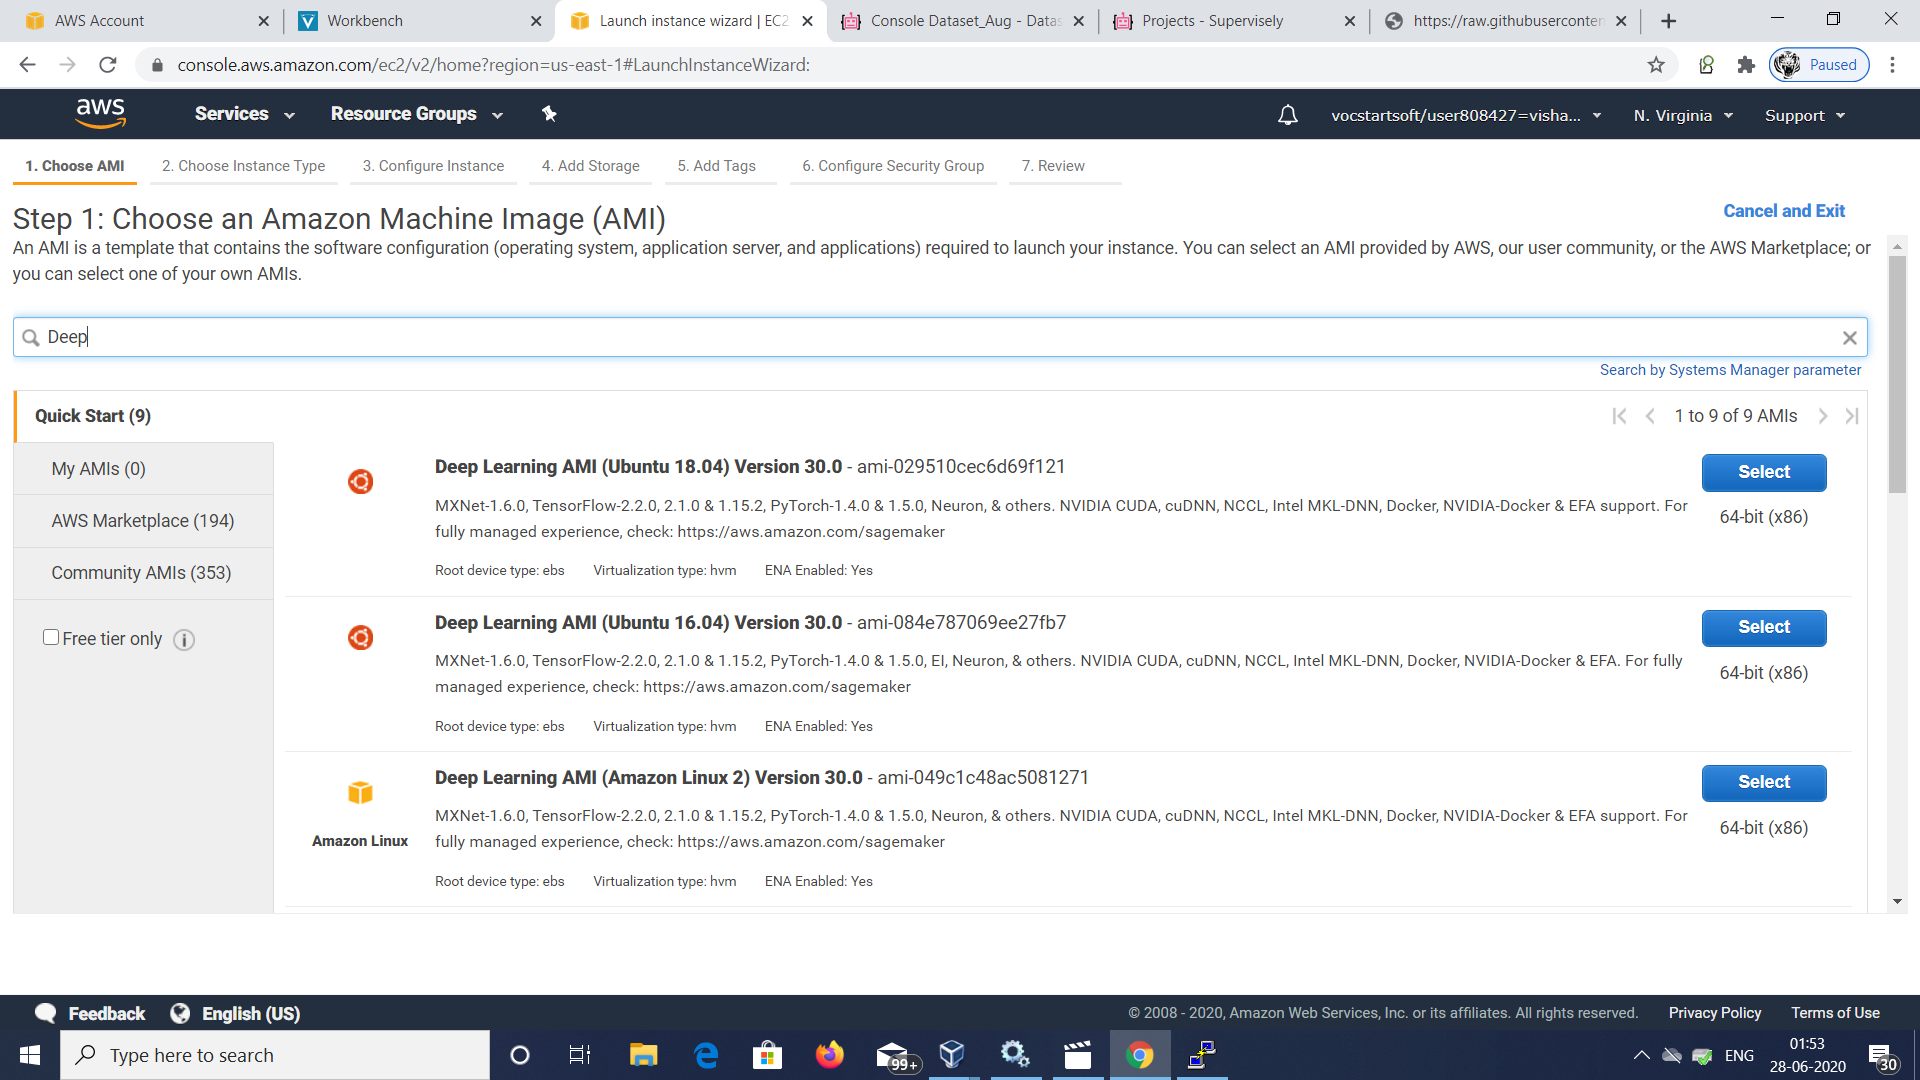 AWS Account
Workbench
Launch instance wizard | EC2
Console Dataset_Aug - Datas
Projects - Supervisely
https://raw.githubuserconten
console.aws.amazon.com/ec2/v2/home?region=us-east-1#LaunchInstanceWizard:
Paused
aws
Services
Resource Groups
vocstartsoft/user808427=visha...
N. Virginia
Support
1. Choose AMI
2. Choose Instance Type
3. Configure Instance
4. Add Storage
5. Add Tags
6. Configure Security Group
7. Review
Step 1: Choose an Amazon Machine Image (AMI)
Cancel and Exit
An AMI is a template that contains the software configuration (operating system, application server, and applications) required to launch your instance. You can select an AMI provided by AWS, our user community, or the AWS Marketplace; or
you can select one of your own AMIs.
Deep
Search by Systems Manager parameter
Quick Start (9)
1 to 9 of 9 AMIs
My AMIs (0)
AWS Marketplace (194)
Community AMIs (353)
Free tier only
Deep Learning AMI (Ubuntu 18.04) Version 30.0 - ami-029510cec6d69f121
Select
MXNet-1.6.0, TensorFlow-2.2.0, 2.1.0 & 1.15.2, PyTorch-1.4.0 & 1.5.0, Neuron, & others. NVIDIA CUDA, cuDNN, NCCL, Intel MKL-DNN, Docker, NVIDIA-Docker & EFA support. For
fully managed experience, check: https://aws.amazon.com/sagemaker
64-bit (x86)
Root device type: ebs Virtualization type: hvm ENA Enabled: Yes
Deep Learning AMI (Ubuntu 16.04) Version 30.0 - ami-084e787069ee27fb7
Select
MXNet-1.6.0, TensorFlow-2.2.0, 2.1.0 & 1.15.2, PyTorch-1.4.0 & 1.5.0, EI, Neuron, & others. NVIDIA CUDA, cuDNN, NCCL, Intel MKL-DNN, Docker, NVIDIA-Docker & EFA. For fully
managed experience, check: https://aws.amazon.com/sagemaker
64-bit (x86)
Root device type: ebs Virtualization type: hvm ENA Enabled: Yes
Amazon Linux
Deep Learning AMI (Amazon Linux 2) Version 30.0 - ami-049c1c48ac5081271
Select
MXNet-1.6.0, TensorFlow-2.2.0, 2.1.0 & 1.15.2, PyTorch-1.4.0 & 1.5.0, Neuron, & others. NVIDIA CUDA, cuDNN, NCCL, Intel MKL-DNN, Docker, NVIDIA-Docker & EFA support. For
fully managed experience, check: https://aws.amazon.com/sagemaker
64-bit (x86)
Root device type: ebs Virtualization type: hvm ENA Enabled: Yes
Feedback
English (US)
© 2008 - 2020, Amazon Web Services, Inc. or its affiliates. All rights reserved.
Privacy Policy
Terms of Use
Type here to search
99+
ENG
01:53
28-06-2020
30